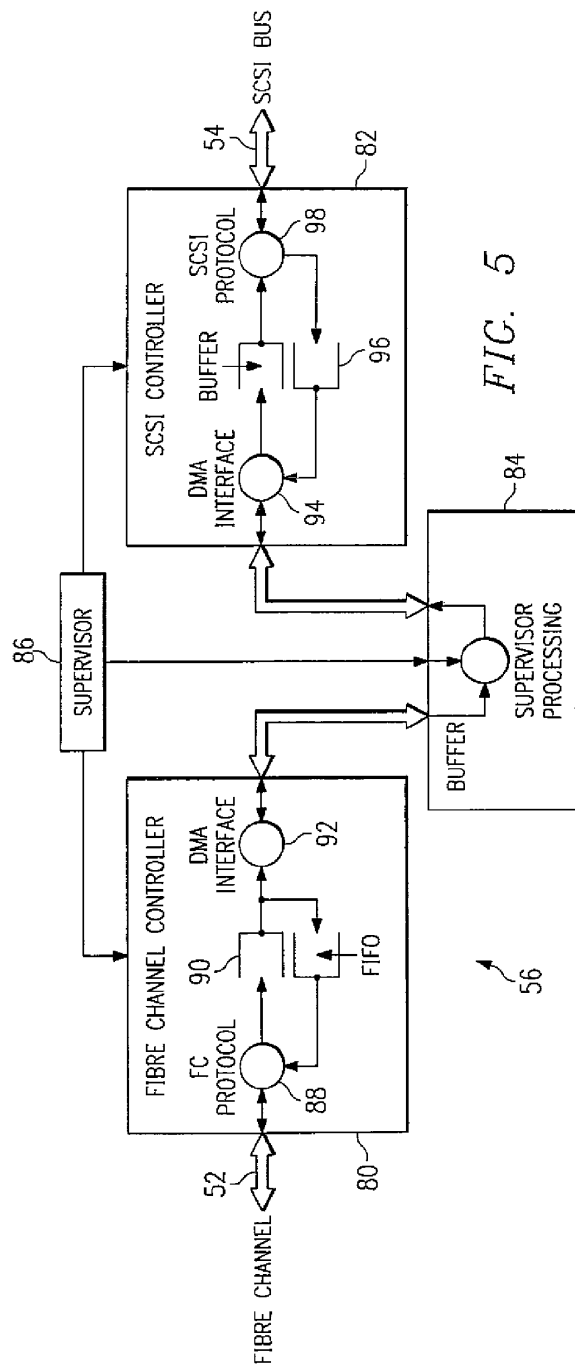 86
SUPERVISOR
FIBRE CHANNEL
52
80
FIBRE CHANNEL CONTROLLER
FC
PROTOCOL
88
90
FIFO
DMA
INTERFACE
92
SCSI CONTROLLER
DMA
INTERFACE
94
BUFFER
96
SCSI
PROTOCOL
98
82
54
SCSI BUS
BUFFER
SUPERVISOR
PROCESSING
84
56
FIG. 5